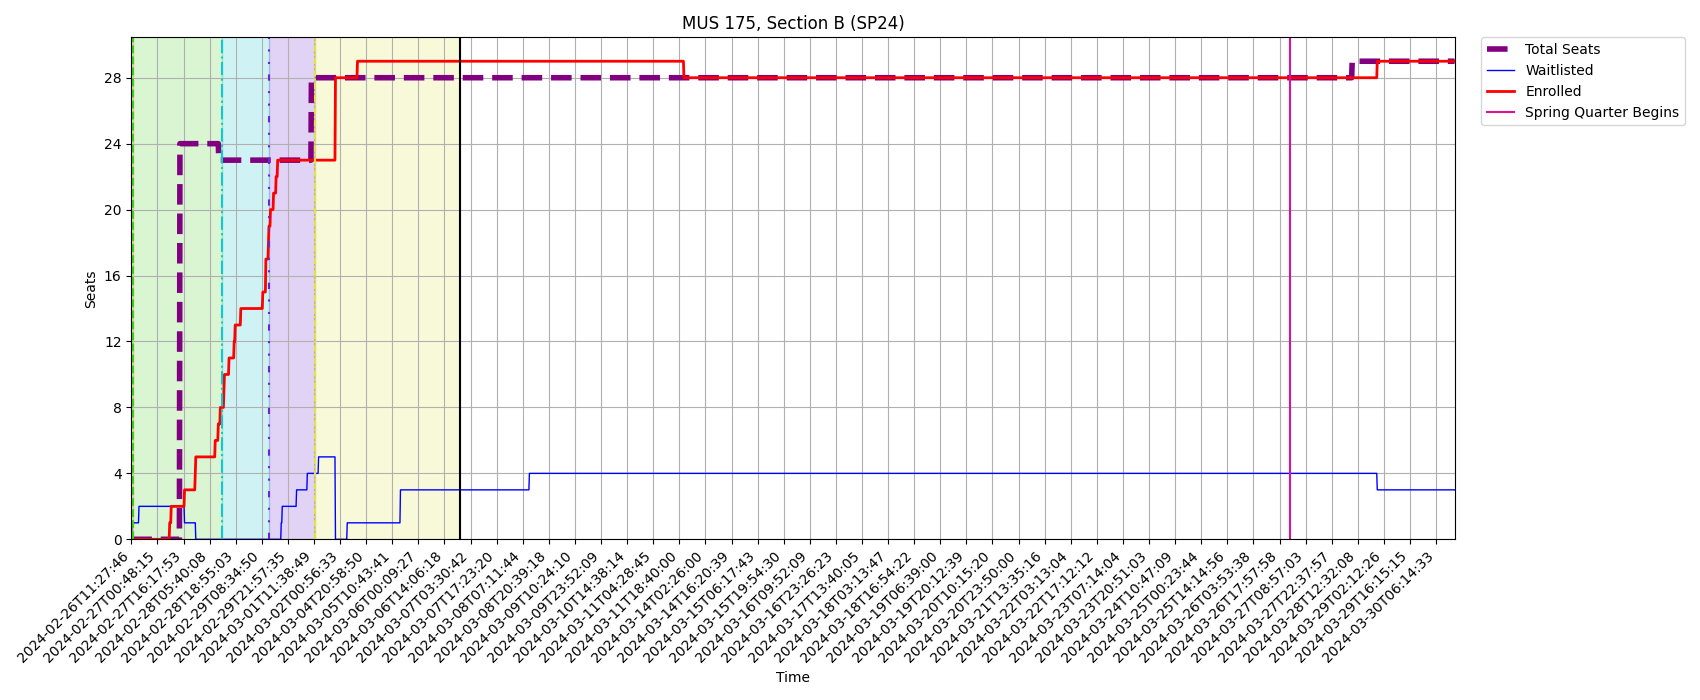 MUS 175, Section B (SP24)
Total Seats
Waitlisted
Enrolled
Spring Quarter Begins
Seats
28
24
20
16
12
8
4
0
2024-02-26T11:27:46
2024-02-27T00:48:15
2024-02-27T16:17:53
2024-02-28T05:40:08
2024-02-28T18:55:03
2024-02-29T08:34:50
2024-02-29T21:57:35
2024-03-01T11:38:49
2024-03-02T00:56:33
2024-03-04T20:58:50
2024-03-05T10:43:41
2024-03-06T00:09:27
2024-03-06T14:06:18
2024-03-07T03:30:42
2024-03-07T17:23:20
2024-03-08T07:11:44
2024-03-08T20:39:18
2024-03-09T10:24:10
2024-03-09T23:52:09
2024-03-10T14:38:14
2024-03-11T04:28:45
2024-03-11T18:40:00
2024-03-14T02:26:00
2024-03-14T16:20:39
2024-03-15T06:17:43
2024-03-15T19:54:30
2024-03-16T09:52:09
2024-03-16T23:26:23
2024-03-17T13:40:05
2024-03-18T03:13:47
2024-03-18T16:54:22
2024-03-19T06:39:00
2024-03-19T20:12:39
2024-03-20T10:15:20
2024-03-20T23:50:00
2024-03-21T13:35:16
2024-03-22T03:13:04
2024-03-22T17:12:12
2024-03-23T07:14:04
2024-03-23T20:51:03
2024-03-24T10:47:09
2024-03-25T00:23:44
2024-03-25T14:14:56
2024-03-26T03:53:38
2024-03-26T17:57:58
2024-03-27T08:57:03
2024-03-27T22:37:57
2024-03-28T12:32:08
2024-03-29T02:12:26
2024-03-29T16:15:15
2024-03-30T06:14:33
Time